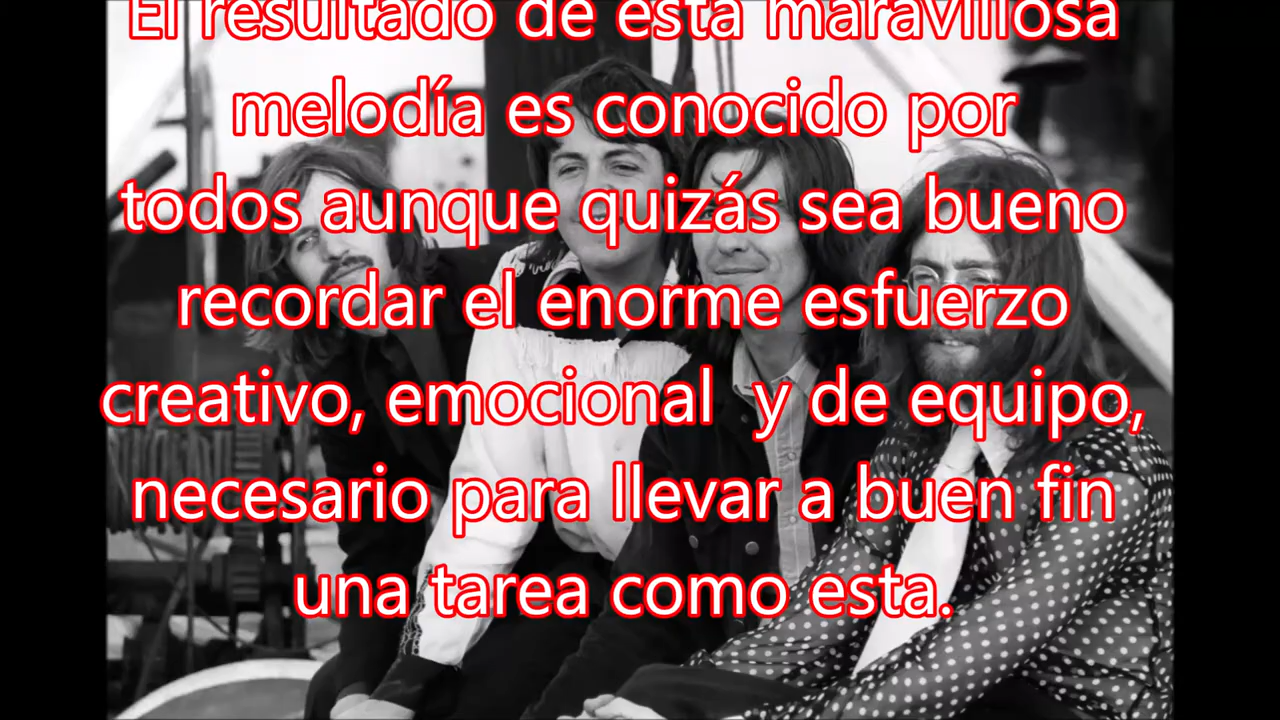 El resultado de esta maravillosa
melodía es conocido por
todos aunque quizás sea bueno
recordar el enorme esfuerzo
creativo, emocional  y de equipo,
necesario para llevar a buen fin
una tarea como esta.